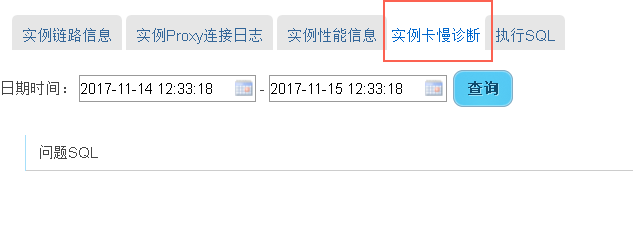 实例链路信息 实例Proxy连接日志 实例性能信息 实例卡慢诊断 执行SQL
日期时间： 2017-11-14 12:33:18 - 2017-11-15 12:33:18 查询
问题SQL